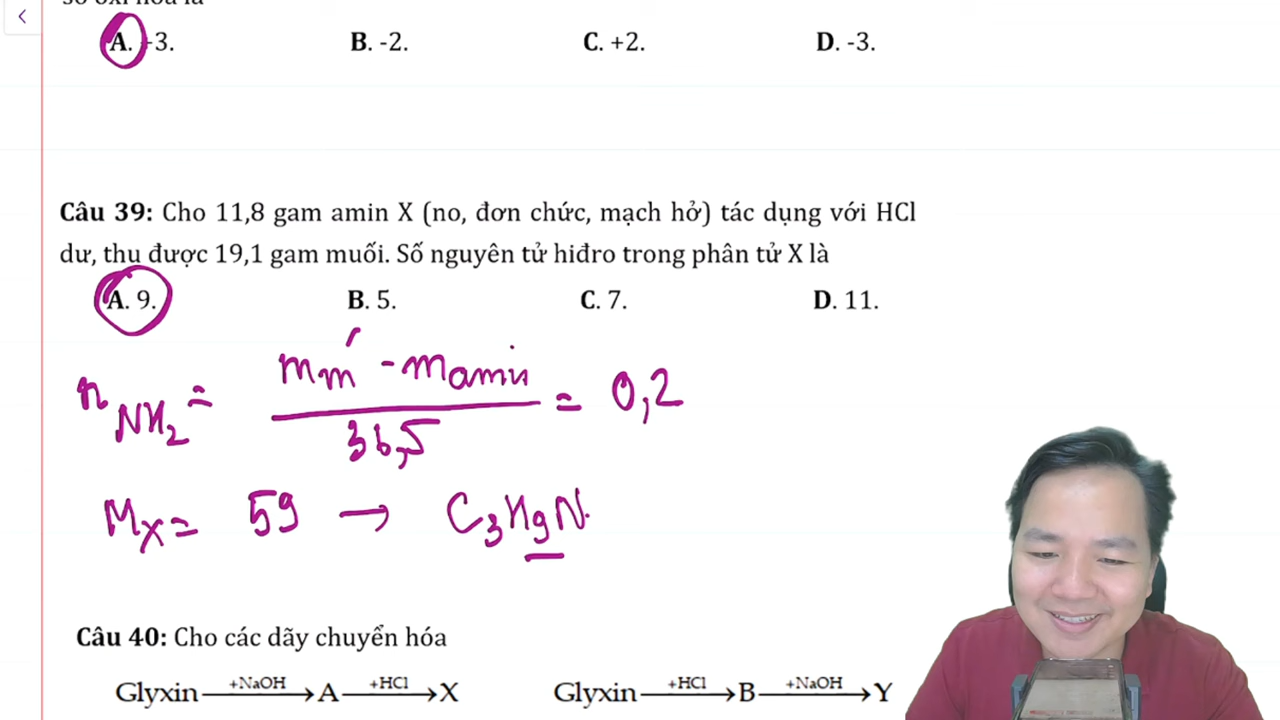 A. +3. B. -2. C. +2. D. -3.
Câu 39: Cho 11,8 gam amin X (no, đơn chức, mạch hở) tác dụng với HCl
dư, thu được 19,1 gam muối. Số nguyên tử hiđro trong phân tử X là
A. 9. B. 5. C. 7. D. 11.
n NH2 = mm' - mamin / 36,5 = 0,2
MX = 59 → C3H9N.
Câu 40: Cho các dãy chuyển hóa
Glyxin +NaOH → A +HCl → X Glyxin +HCl → B +NaOH → Y